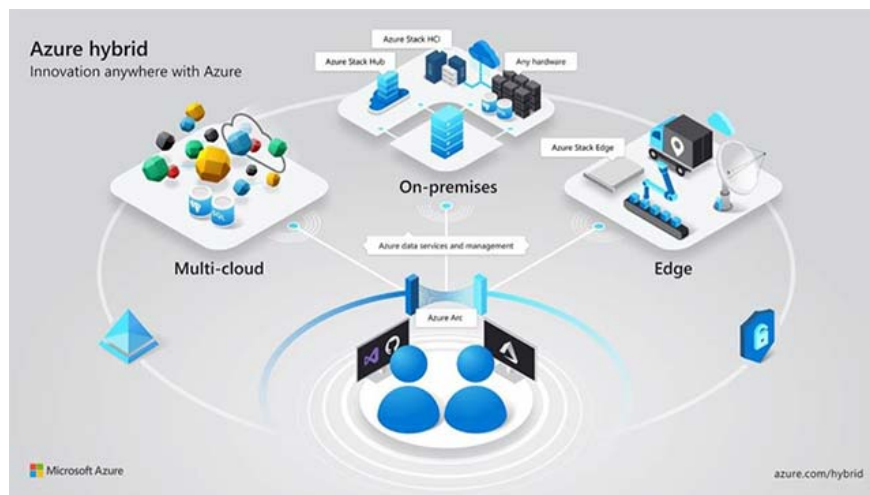 Azure hybrid
Innovation anywhere with Azure
Azure Stack HCI
Azure Stack Hub
Any hardware
Azure Stack Edge
On-premises
Multi-cloud
Azure data services and management
Edge
Azure Arc
Microsoft Azure
azure.com/hybrid